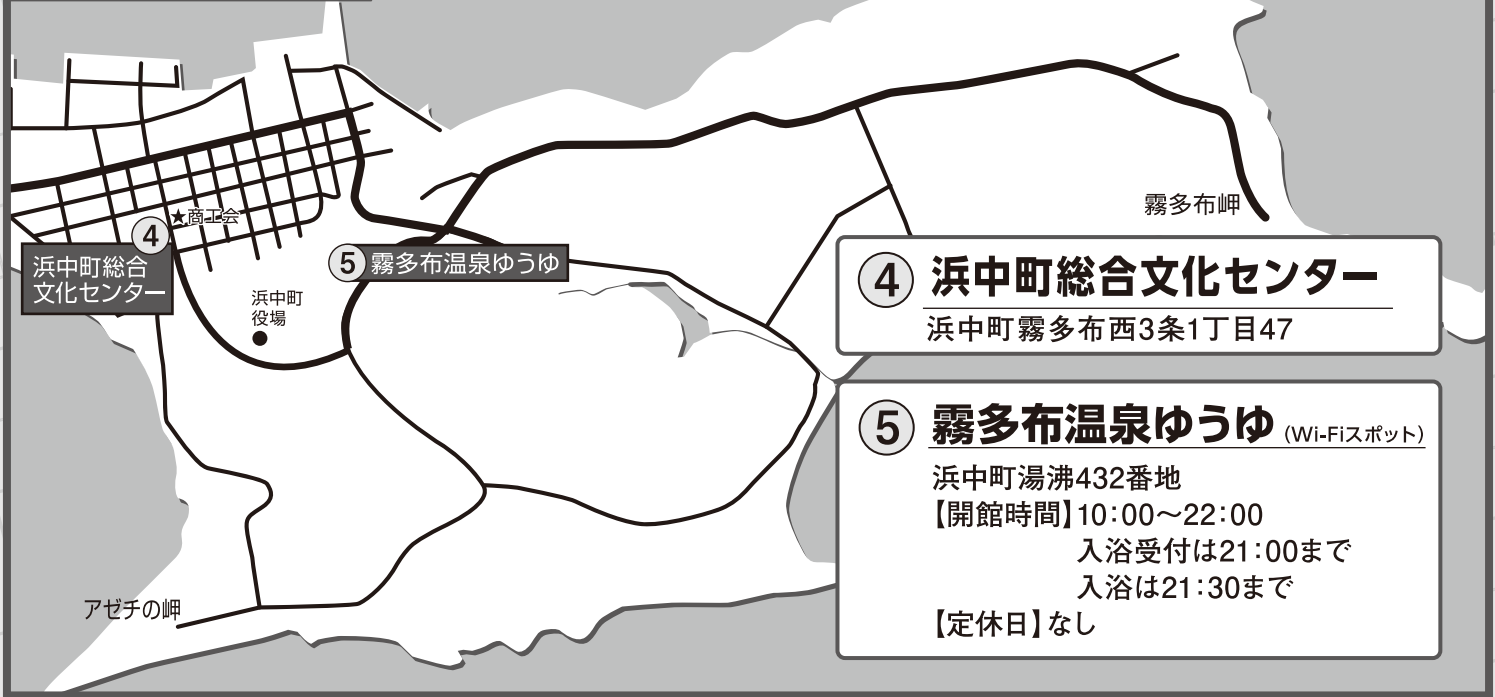 ★商工会
④
浜中町総合
文化センター
⑤ 霧多布温泉ゆうゆ
浜中町
役場
霧多布岬
アゼチの岬
④ 浜中町総合文化センター
浜中町霧多布西3条1丁目47
⑤ 霧多布温泉ゆうゆ（Wi-Fiスポット）
浜中町湯沸432番地
【開館時間】10：00〜22：00
入浴受付は21：00まで
入浴は21：30まで
【定休日】なし